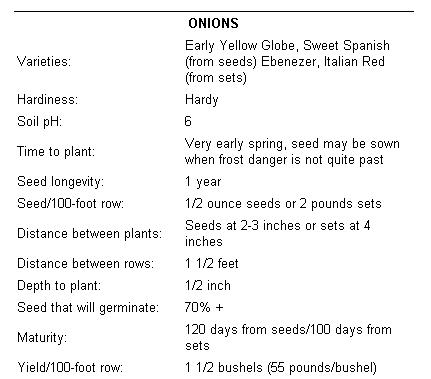 ONIONS
Varieties: Early Yellow Globe, Sweet Spanish
(from seeds) Ebenezer, Italian Red
(from sets)
Hardiness: Hardy
Soil pH: 6
Time to plant: Very early spring, seed may be sown
when frost danger is not quite past
Seed longevity: 1 year
Seed/100-foot row: 1/2 ounce seeds or 2 pounds sets
Distance between plants: Seeds at 2-3 inches or sets at 4
inches
Distance between rows: 1 1/2 feet
Depth to plant: 1/2 inch
Seed that will germinate: 70% +
Maturity: 120 days from seeds/100 days from
sets
Yield/100-foot row: 1 1/2 bushels (55 pounds/bushel)